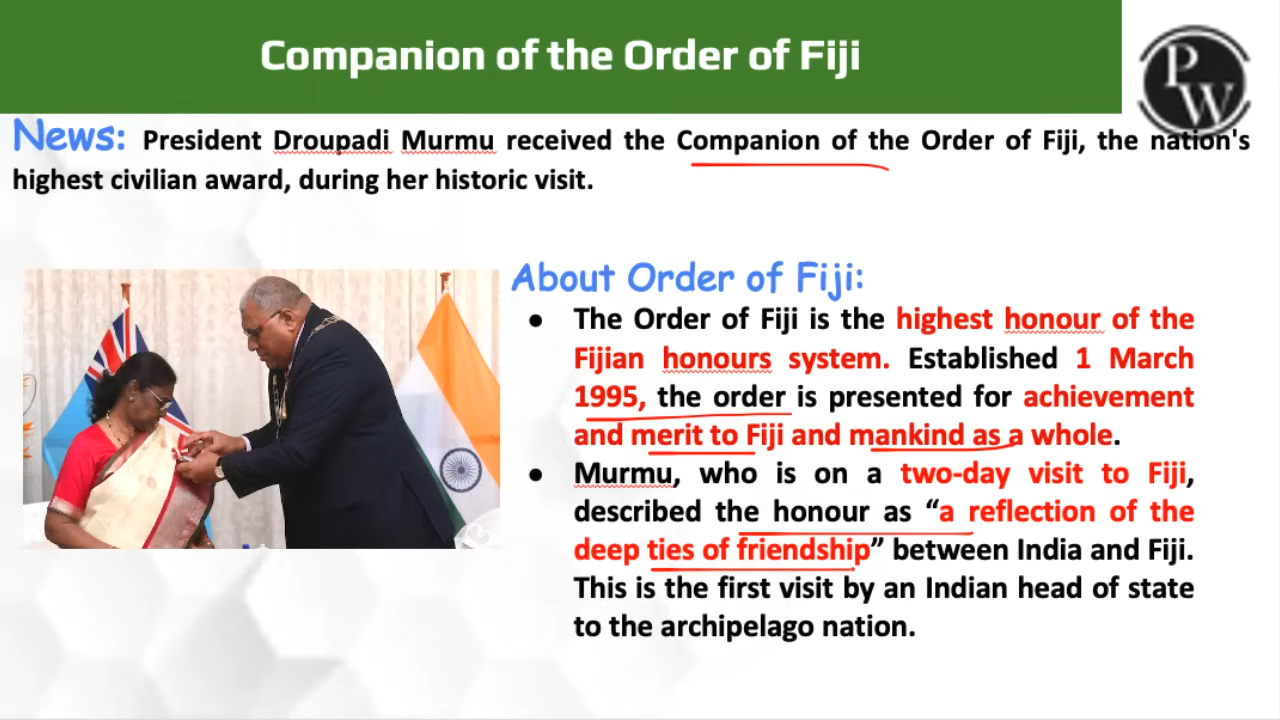 Companion of the Order of Fiji
PW
News: President Droupadi Murmu received the Companion of the Order of Fiji, the nation's
highest civilian award, during her historic visit.
About Order of Fiji:
● The Order of Fiji is the highest honour of the
Fijian honours system. Established 1 March
1995, the order is presented for achievement
and merit to Fiji and mankind as a whole.
● Murmu, who is on a two-day visit to Fiji,
described the honour as “a reflection of the
deep ties of friendship” between India and Fiji.
This is the first visit by an Indian head of state
to the archipelago nation.